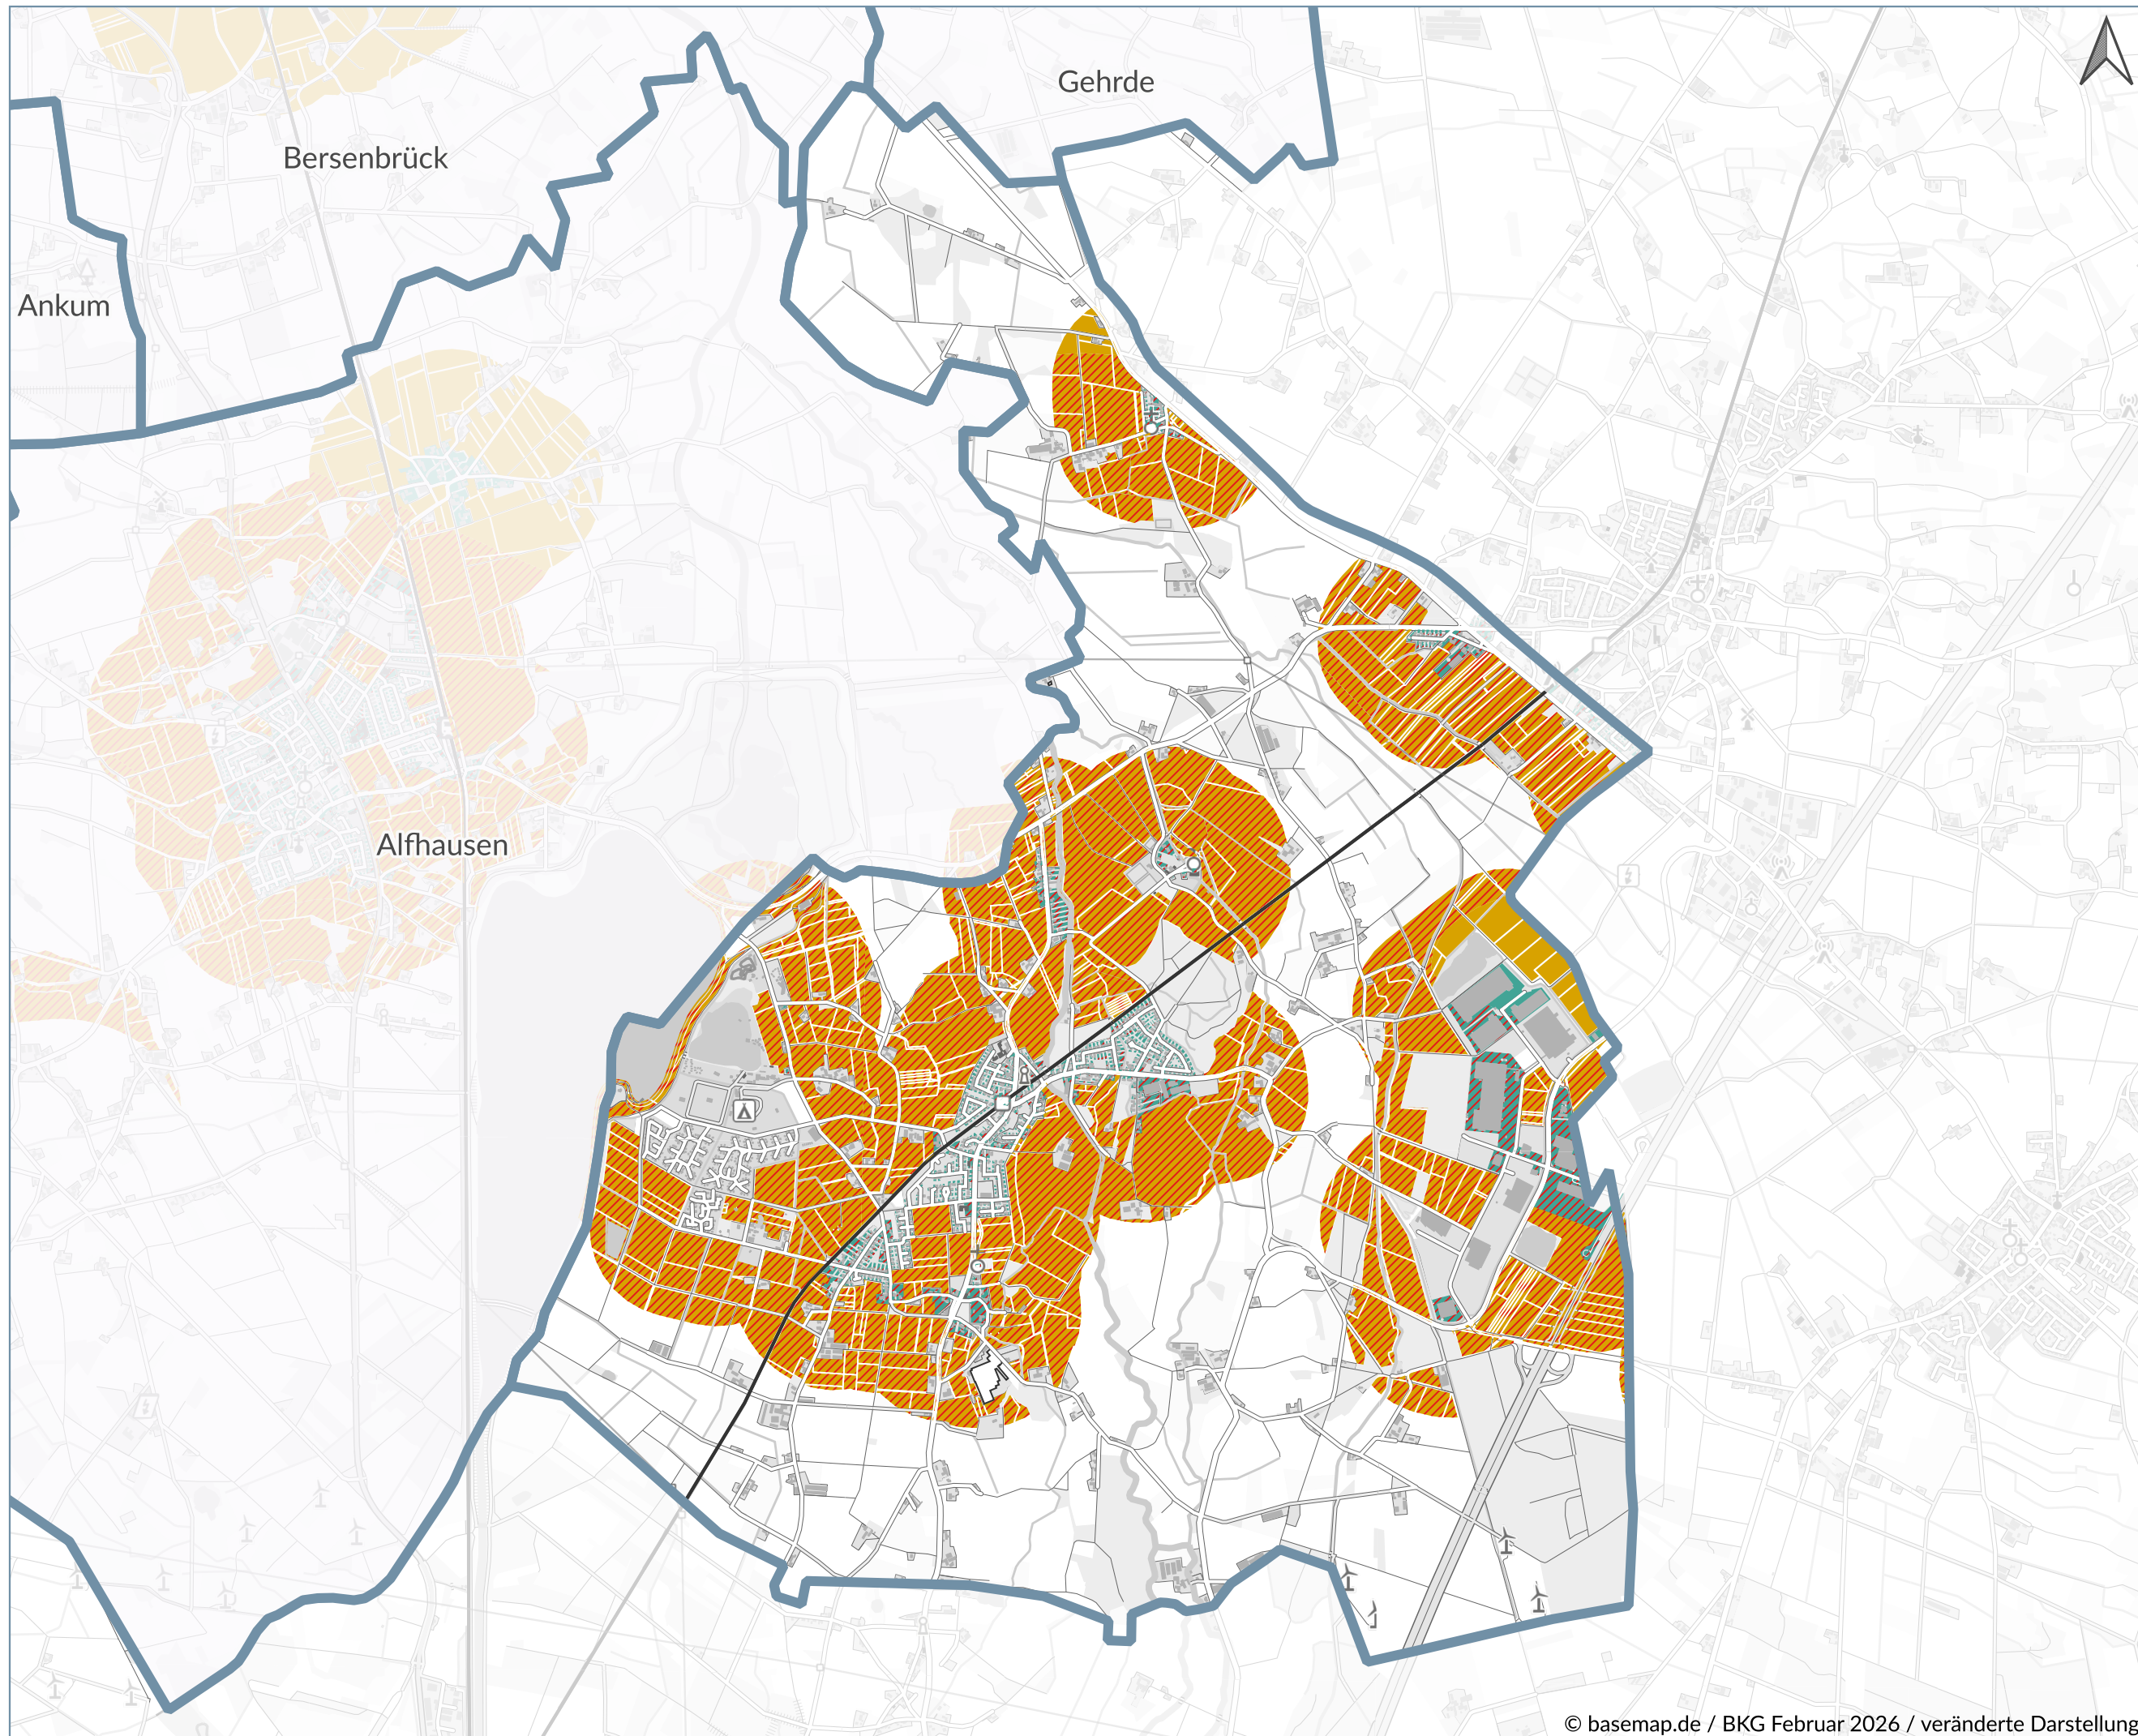 Gehrde
Bersenbrück
Ankum
Alfhausen
© basemap.de / BKG Februar 2026 / veränderte Darstellung